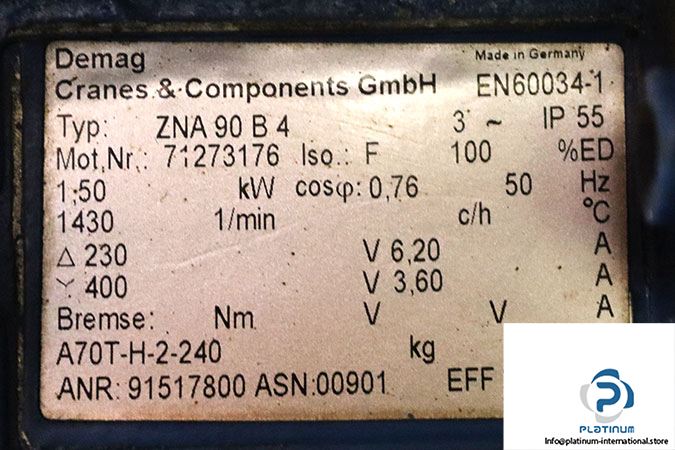 Demag Made in Germany
Cranes & Components GmbH EN60034-1
Typ: ZNA 90 B 4 3 ~ IP 55
Mot.Nr.: 71273176 Iso.: F 100 %ED
1,50 kW cosφ: 0,76 50 Hz
1430 1/min c/h °C
△ 230 V 6,20 A
Y 400 V 3,60 A
Bremse: Nm V V A
A70T-H-2-240 kg
ANR: 91517800 ASN:00901 EFF
PLATINUM
Info@platinum-international.store